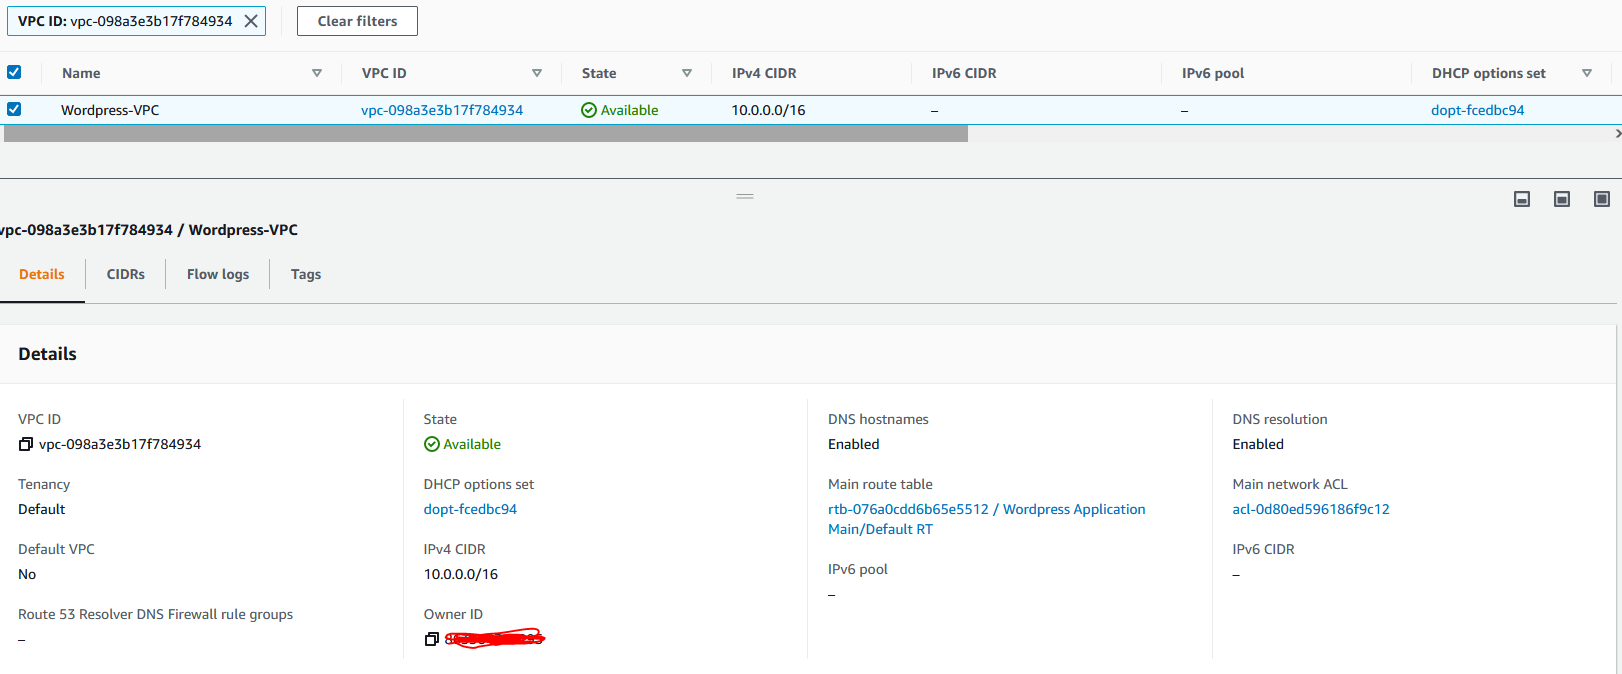 VPC ID: vpc-098a3e3b17f784934
Clear filters
Name VPC ID State IPv4 CIDR IPv6 CIDR IPv6 pool DHCP options set
Wordpress-VPC vpc-098a3e3b17f784934 Available 10.0.0.0/16 – – dopt-fcedbc94
vpc-098a3e3b17f784934 / Wordpress-VPC
Details CIDRs Flow logs Tags
Details
VPC ID
vpc-098a3e3b17f784934
Tenancy
Default
Default VPC
No
Route 53 Resolver DNS Firewall rule groups
–
State
Available
DHCP options set
dopt-fcedbc94
IPv4 CIDR
10.0.0.0/16
Owner ID
DNS hostnames
Enabled
Main route table
rtb-076a0cdd6b65e5512 / Wordpress Application
Main/Default RT
IPv6 pool
–
DNS resolution
Enabled
Main network ACL
acl-0d80ed596186f9c12
IPv6 CIDR
–